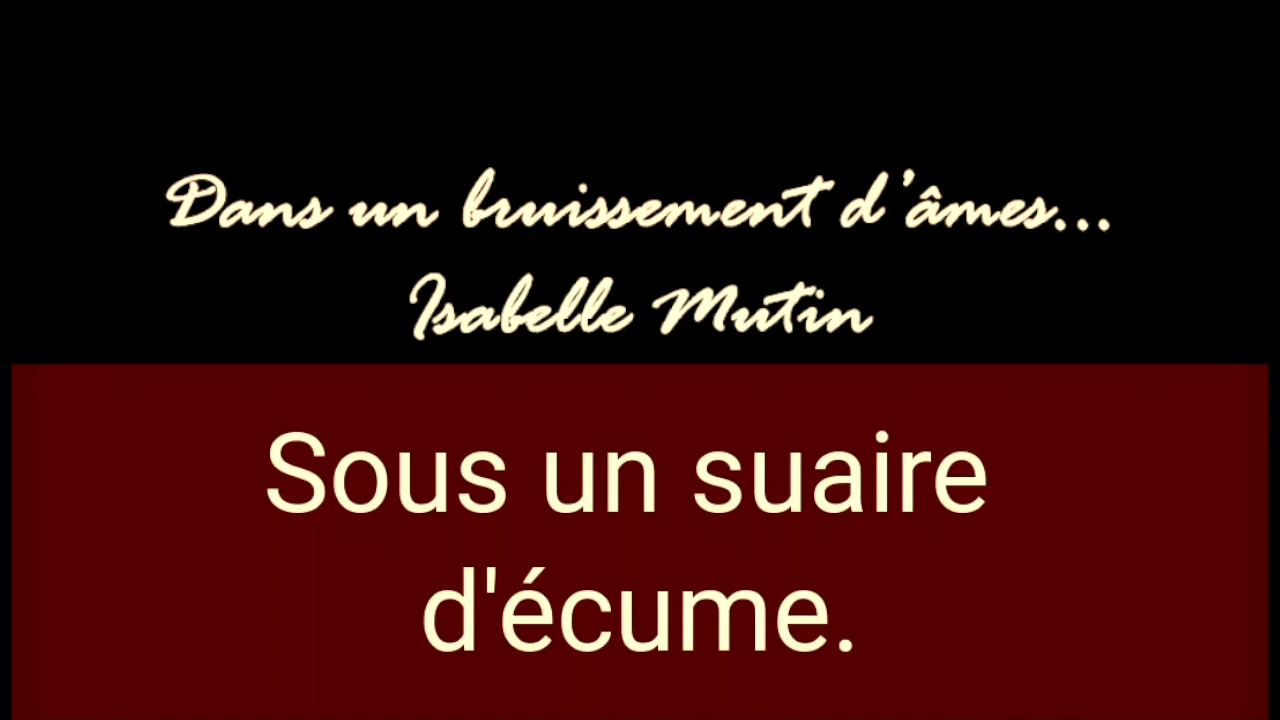 Dans un bruissement d’âmes...
Isabelle Mutin
Sous un suaire
d'écume.